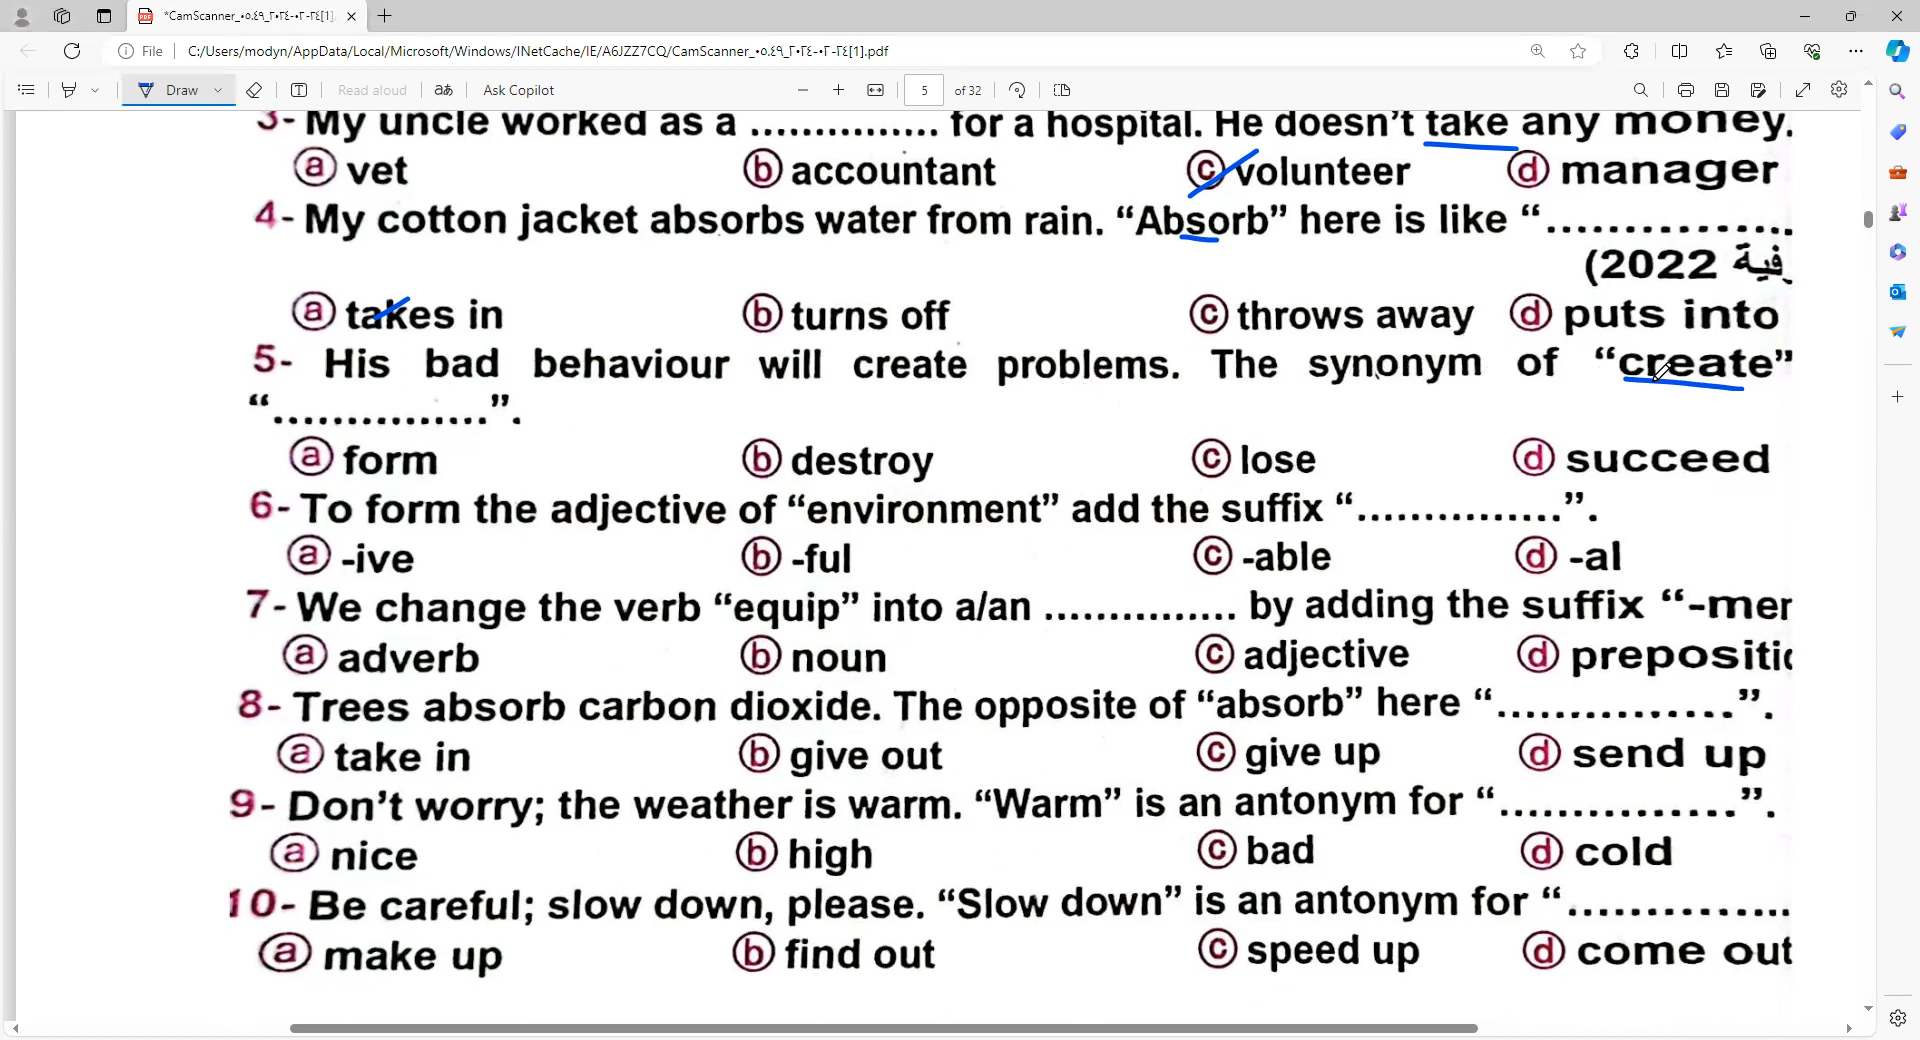 *CamScanner_٠٥.٤٩_٢٠٢٤-٠٢-٢٤[1].
File C:/Users/modyn/AppData/Local/Microsoft/Windows/INetCache/IE/A6JZZ7CQ/CamScanner_٠٥.٤٩_٢٠٢٤-٠٢-٢٤[1].pdf
Draw Read aloud aあ Ask Copilot 5 of 32
3- My uncle worked as a ............... for a hospital. He doesn't take any money.
a vet b accountant c volunteer d manager
4- My cotton jacket absorbs water from rain. “Absorb” here is like “...............
(2022
a takes in b turns off c throws away d puts into
5- His bad behaviour will create problems. The synonym of “create”
“...............”.
a form b destroy c lose d succeed
6- To form the adjective of “environment” add the suffix “...............”.
a -ive b -ful c -able d -al
7- We change the verb “equip” into a/an ............... by adding the suffix “-mer
a adverb b noun c adjective d prepositic
8- Trees absorb carbon dioxide. The opposite of “absorb” here “...............”.
a take in b give out c give up d send up
9- Don't worry; the weather is warm. “Warm” is an antonym for “...............”.
a nice b high c bad d cold
10- Be careful; slow down, please. “Slow down” is an antonym for “...............
a make up b find out c speed up d come out